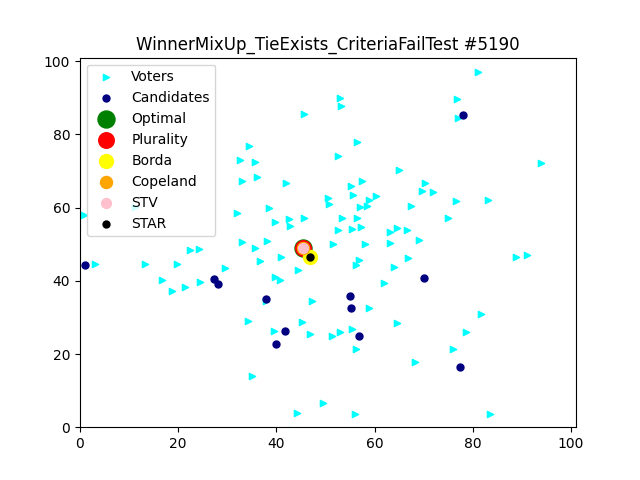 WinnerMixUp_TieExists_CriteriaFailTest #5190
100
80
60
40
20
0
Voters
Candidates
Optimal
Plurality
Borda
Copeland
STV
STAR
0 20 40 60 80 100